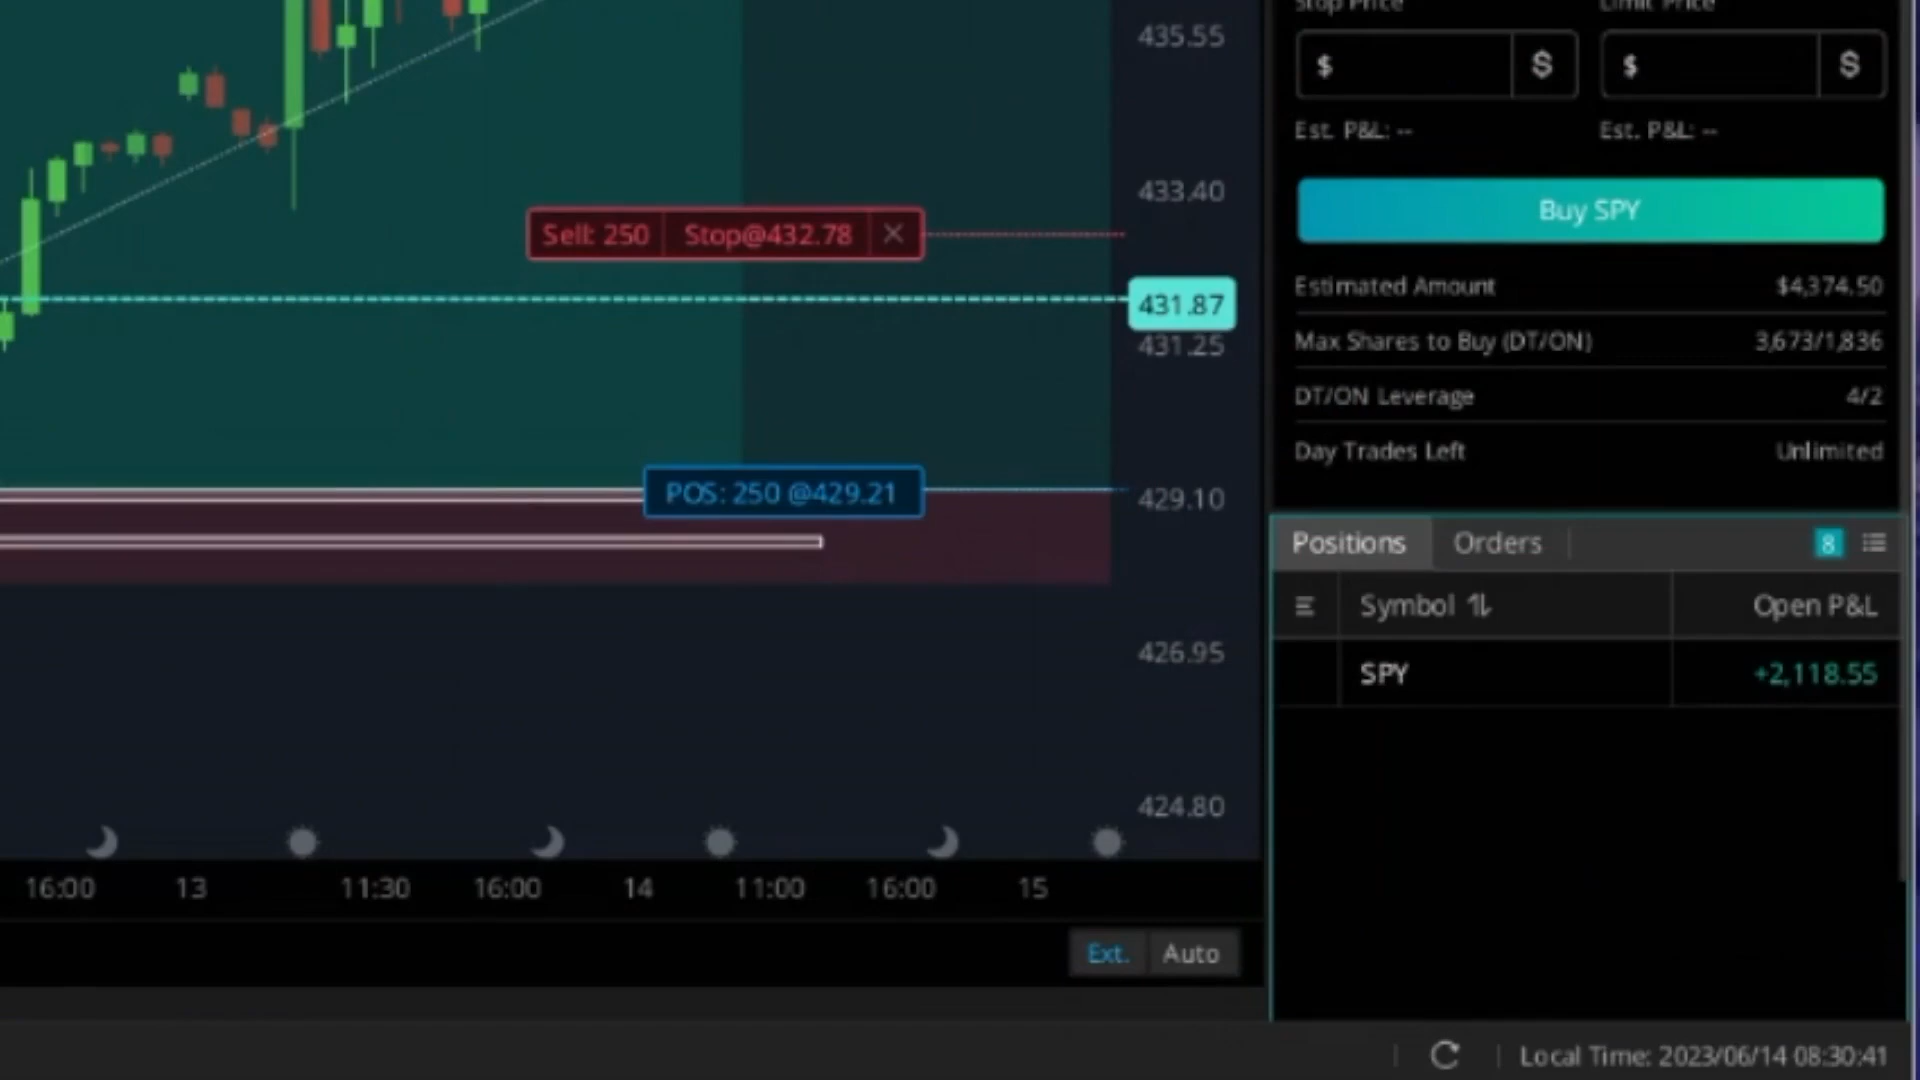 Stop Price Limit Price
435.55
$ S $ S
Est. P&L: -- Est. P&L: --
433.40
Buy SPY
Sell: 250 Stop@432.78 ×
431.87
Estimated Amount $4,374.50
431.25
Max Shares to Buy (DT/ON) 3,673/1,836
DT/ON Leverage 4/2
Day Trades Left Unlimited
POS: 250 @429.21
429.10
Positions Orders 8
Symbol Open P&L
426.95
SPY +2,118.55
424.80
16:00 13 11:30 16:00 14 11:00 16:00 15
Ext. Auto
Local Time: 2023/06/14 08:30:41